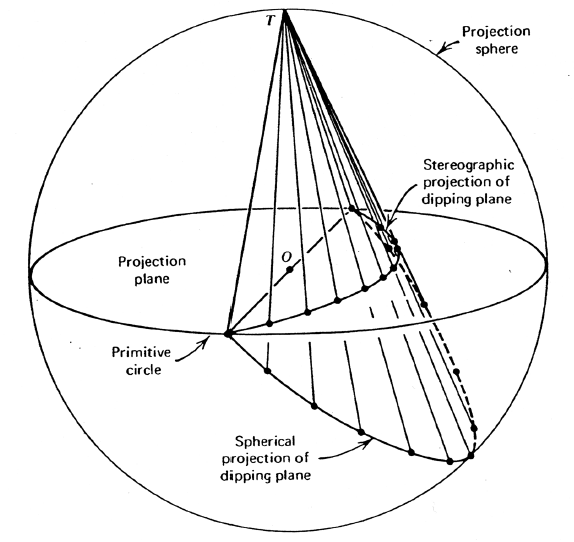 T
Projection
sphere
Stereographic
projection of
dipping plane
O
Projection
plane
Primitive
circle
Spherical
projection of
dipping plane